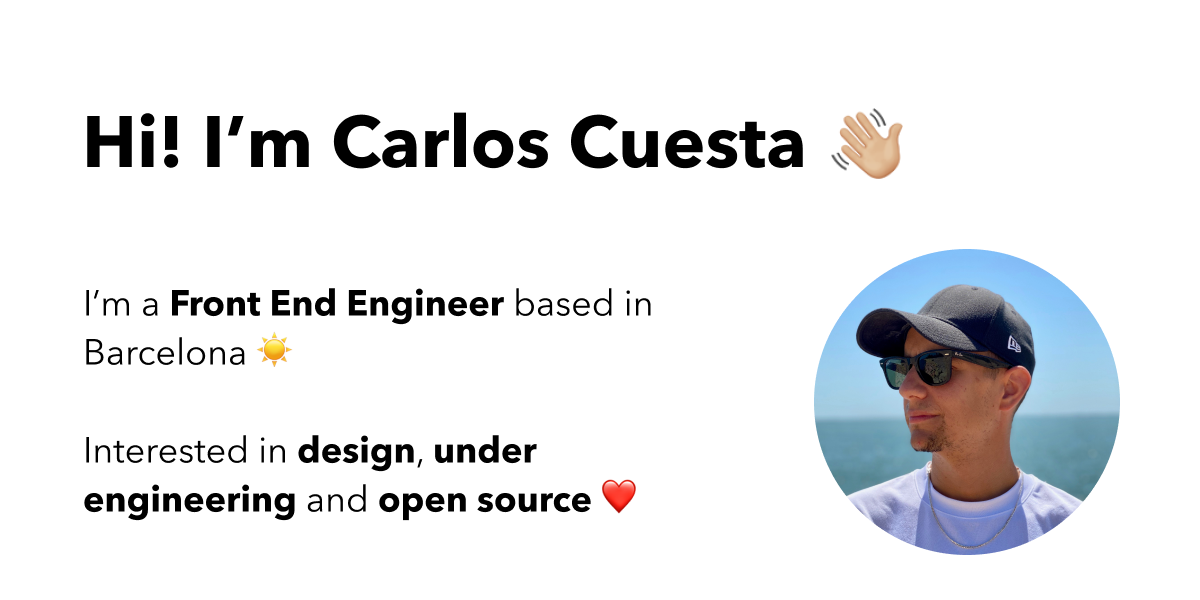 Hi! I’m Carlos Cuesta 👋🏼
I’m a Front End Engineer based in
Barcelona ☀️
Interested in design, under
engineering and open source ❤️